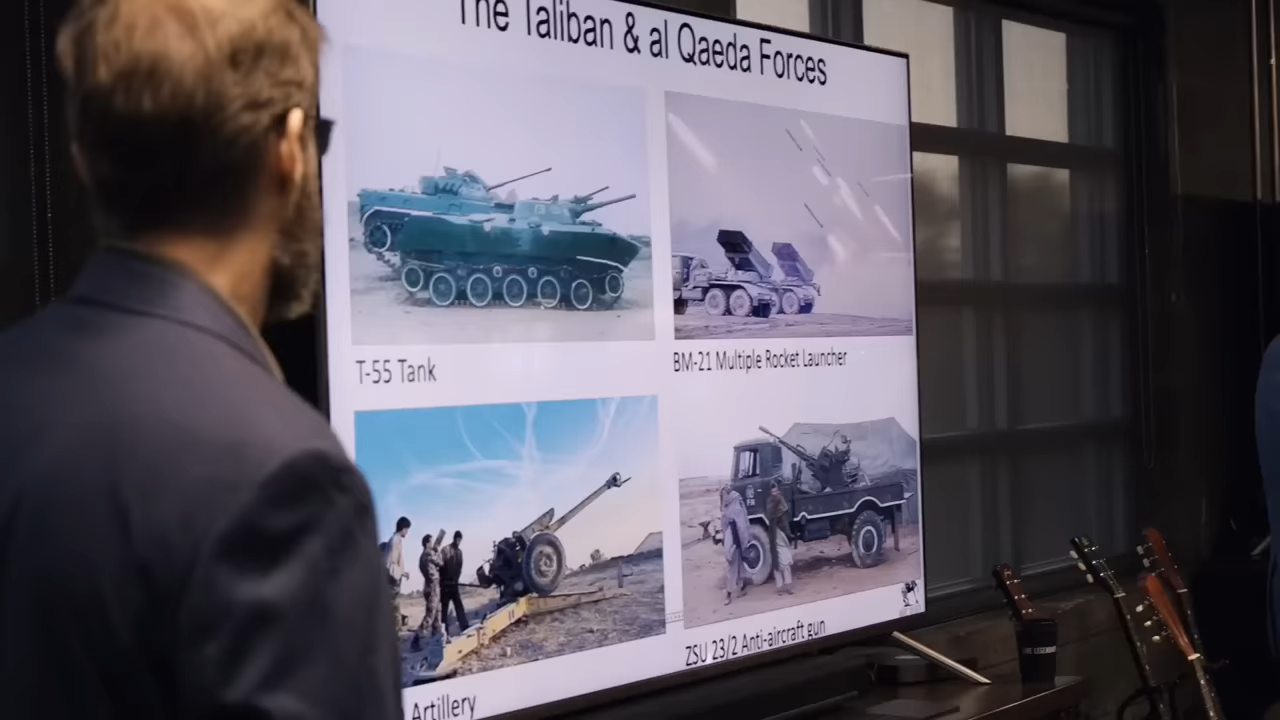 The Taliban & al Qaeda Forces
T-55 Tank
BM-21 Multiple Rocket Launcher
Artillery
ZSU 23/2 Anti-aircraft gun